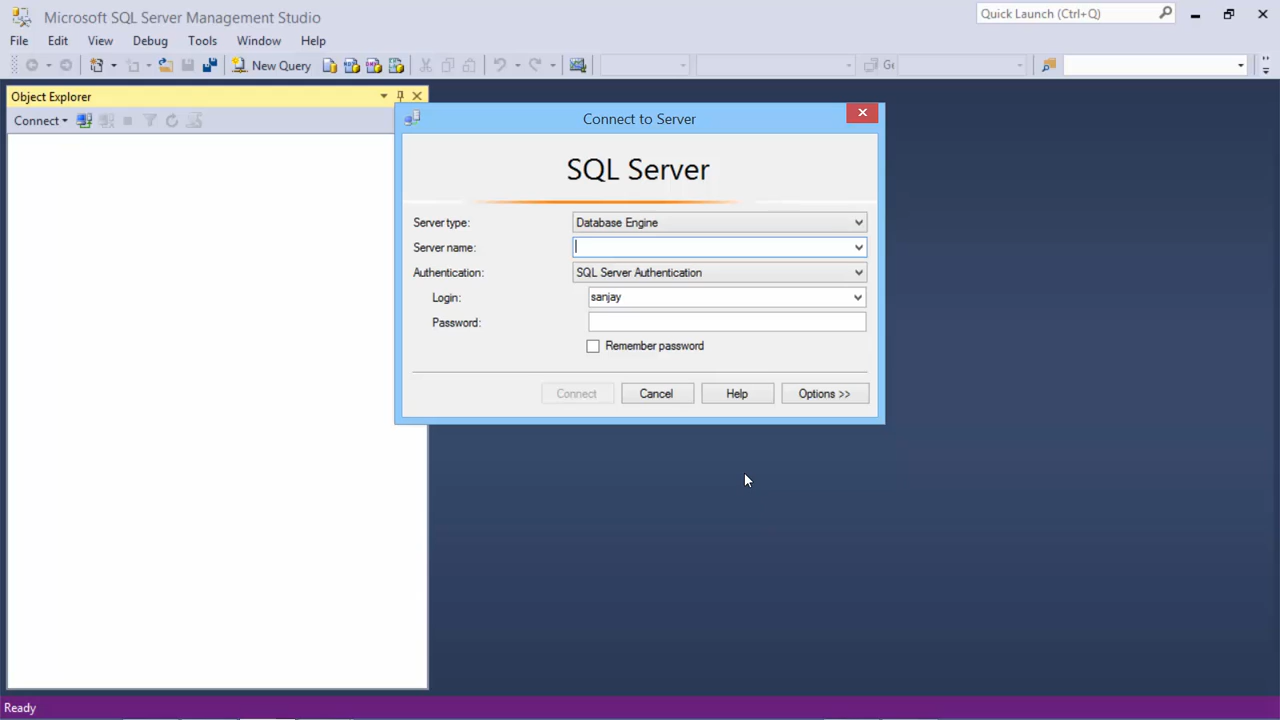 Microsoft SQL Server Management Studio
Quick Launch (Ctrl+Q)
File Edit View Debug Tools Window Help
New Query
Object Explorer
Connect
Connect to Server
SQL Server
Server type: Database Engine
Server name:
Authentication: SQL Server Authentication
Login: sanjay
Password:
Remember password
Connect Cancel Help Options >>
Ready